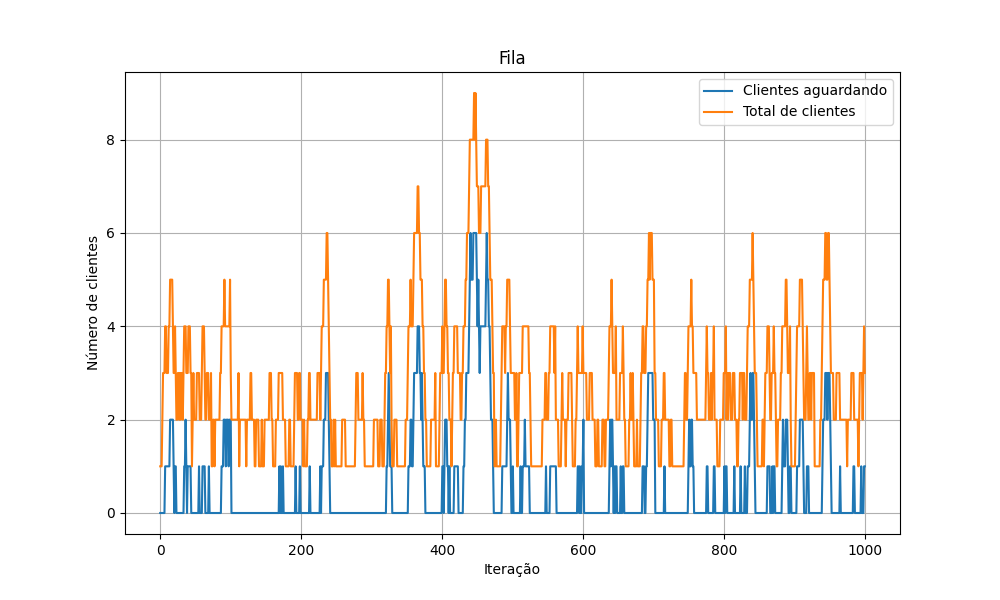 Fila
Clientes aguardando
Total de clientes
Número de clientes
8
6
4
2
0
0
200
400
600
800
1000
Iteração